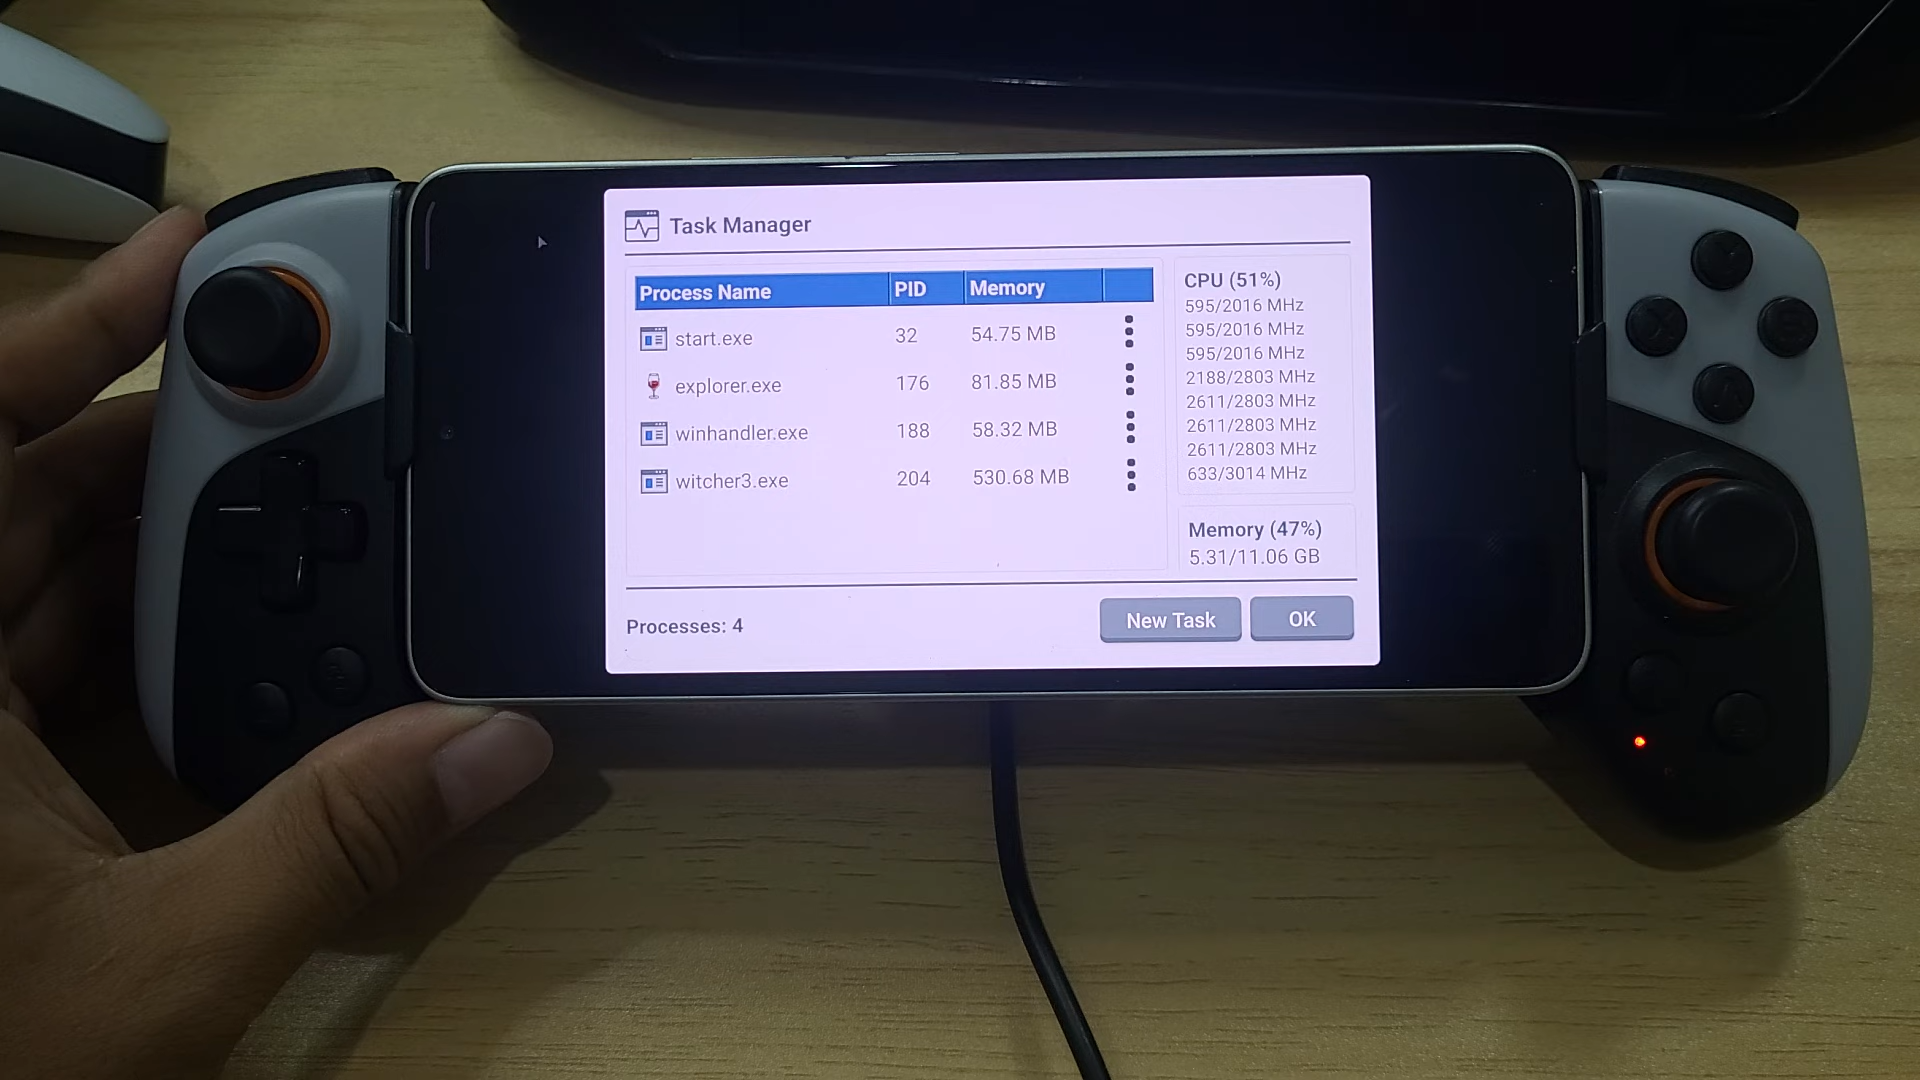 Task Manager
Process Name PID Memory
start.exe 32 54.75 MB
explorer.exe 176 81.85 MB
winhandler.exe 188 58.32 MB
witcher3.exe 204 530.68 MB
CPU (51%)
595/2016 MHz
595/2016 MHz
595/2016 MHz
2188/2803 MHz
2611/2803 MHz
2611/2803 MHz
2611/2803 MHz
633/3014 MHz
Memory (47%)
5.31/11.06 GB
Processes: 4
New Task
OK